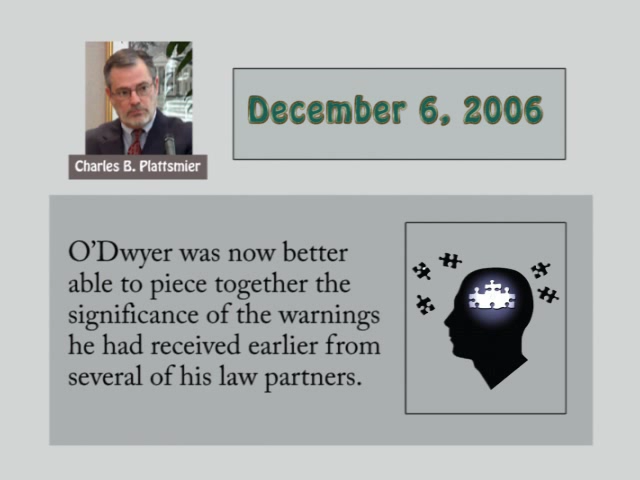 Charles B. Plattsmier
December 6, 2006
O'Dwyer was now better
able to piece together the
significance of the warnings
he had received earlier from
several of his law partners.